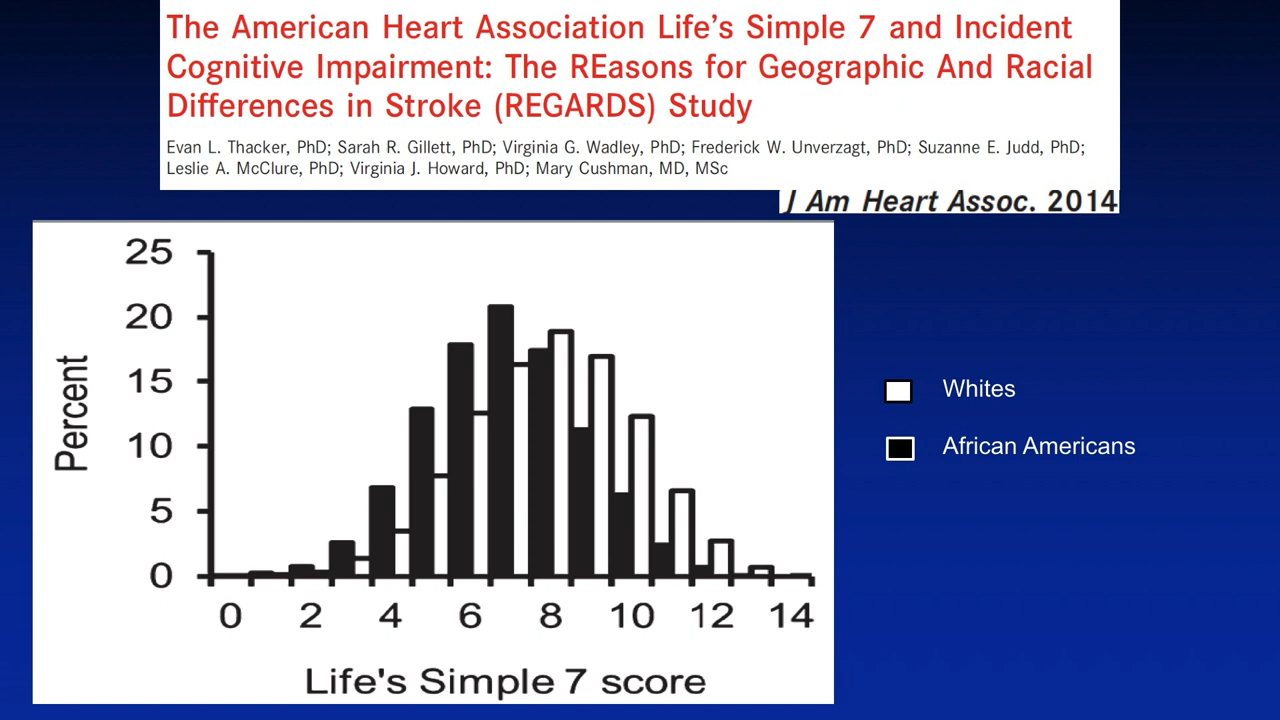 The American Heart Association Life's Simple 7 and Incident
Cognitive Impairment: The REasons for Geographic And Racial
Differences in Stroke (REGARDS) Study
Evan L. Thacker, PhD; Sarah R. Gillett, PhD; Virginia G. Wadley, PhD; Frederick W. Unverzagt, PhD; Suzanne E. Judd, PhD;
Leslie A. McClure, PhD; Virginia J. Howard, PhD; Mary Cushman, MD, MSc
J Am Heart Assoc. 2014
25
20
15
10
5
0
Percent
0 2 4 6 8 10 12 14
Life's Simple 7 score
Whites
African Americans